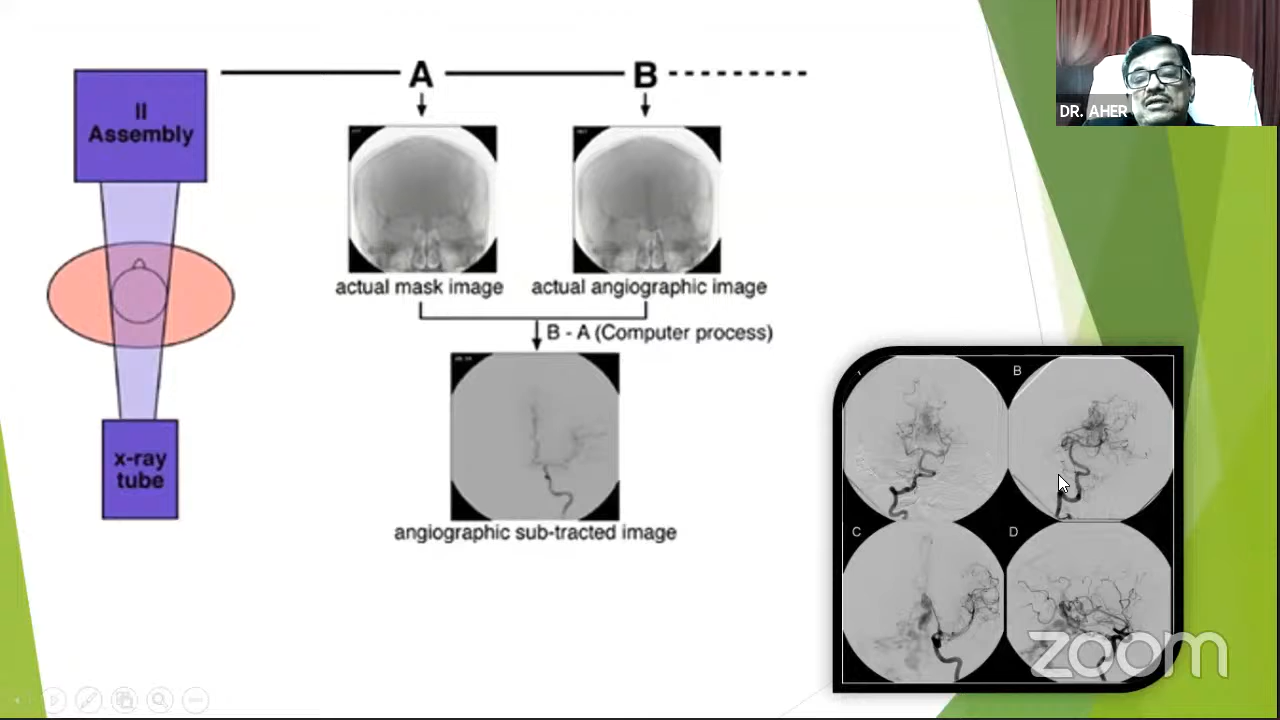 II
Assembly
A
B
DR. AHER
actual mask image
actual angiographic image
B - A (Computer process)
x-ray
tube
angiographic sub-tracted image
B
C
D
zoom